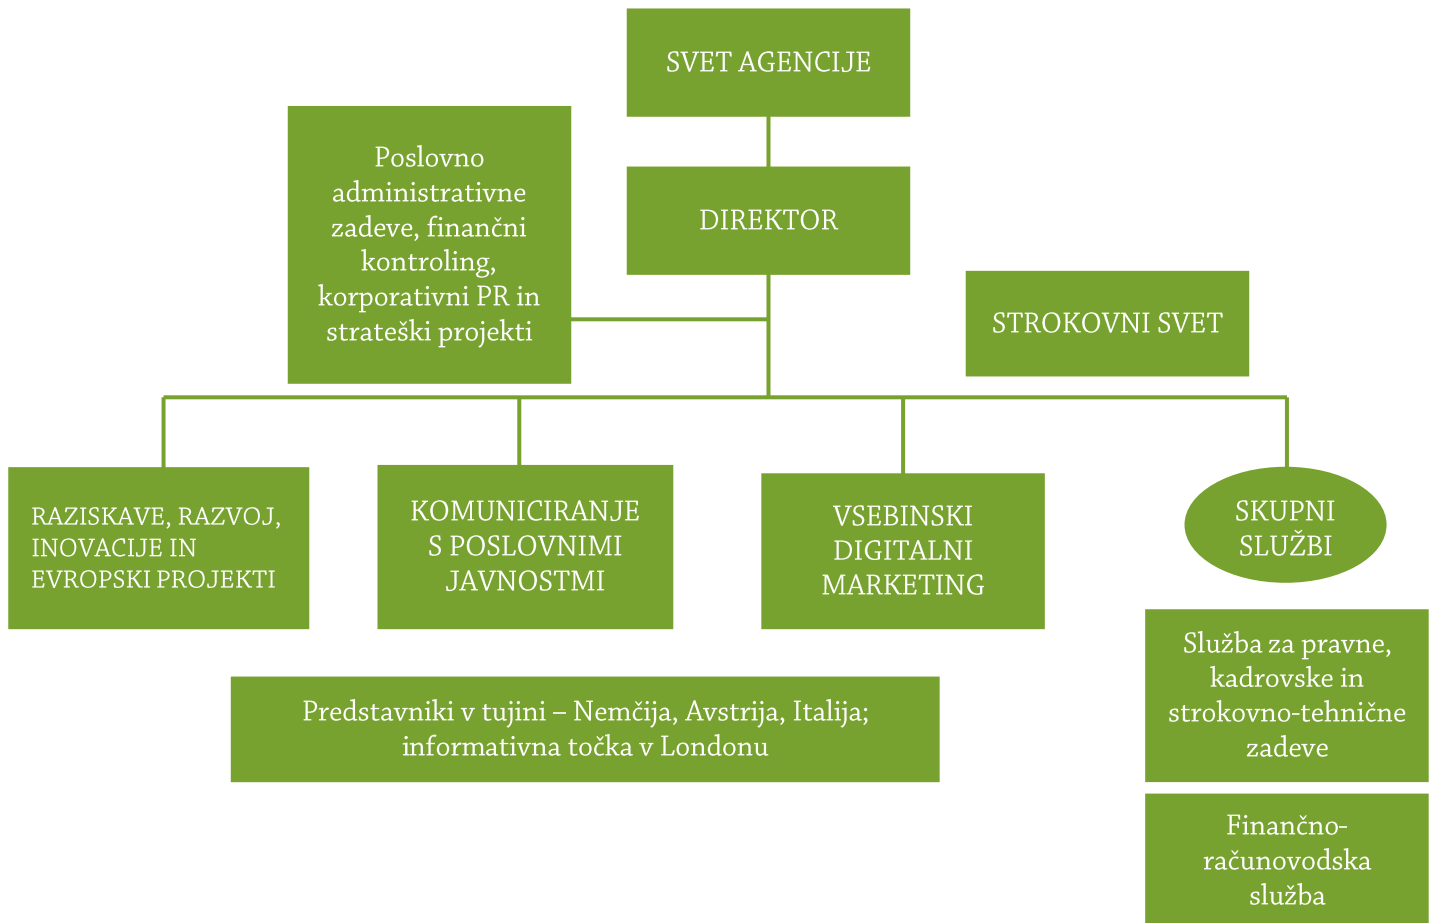 SVET AGENCIJE
Poslovno
administrativne
zadeve, finančni
kontroling,
korporativni PR in
strateški projekti
DIREKTOR
STROKOVNI SVET
RAZISKAVE, RAZVOJ,
INOVACIJE IN
EVROPSKI PROJEKTI
KOMUNICIRANJE
S POSLOVNIMI
JAVNOSTMI
VSEBINSKI
DIGITALNI
MARKETING
SKUPNI
SLUŽBI
Služba za pravne,
kadrovske in
strokovno-tehnične
zadeve
Predstavniki v tujini – Nemčija, Avstrija, Italija;
informativna točka v Londonu
Finančno-
računovodska
služba